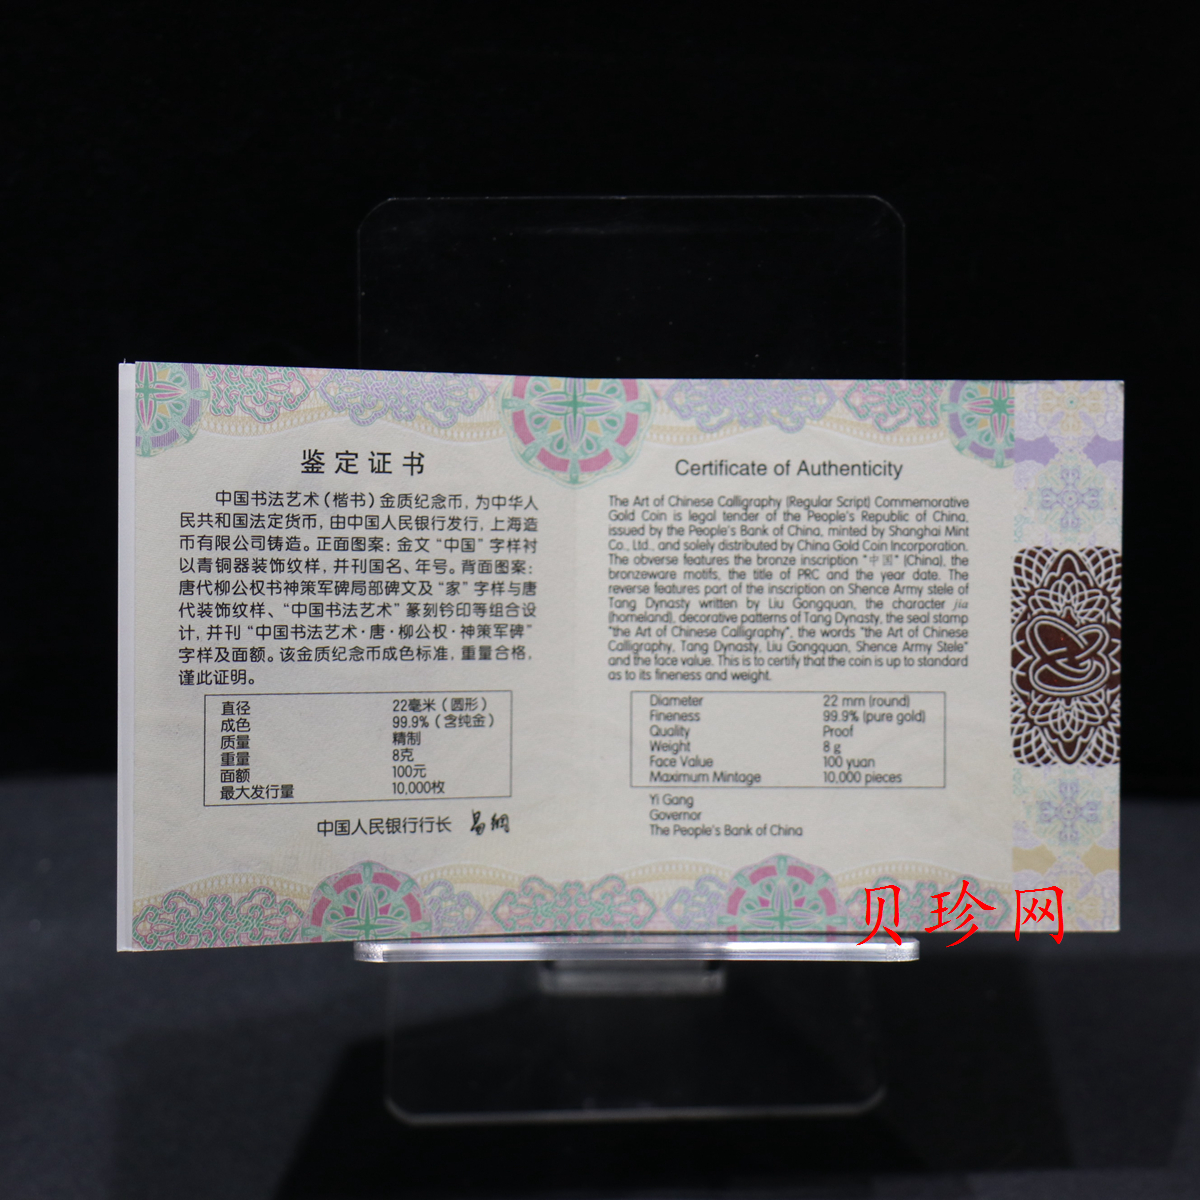 鉴定证书
中国书法艺术（楷书）金质纪念币，为中华人
民共和国法定货币，由中国人民银行发行，上海造
币有限公司铸造。正面图案：金文“中国”字样衬
以青铜器装饰纹样，并刊国名、年号。背面图案：
唐代柳公权书神策军碑局部碑文及“家”字样与唐
代装饰纹样、“中国书法艺术”篆刻钤印等组合设
计，并刊“中国书法艺术·唐·柳公权·神策军碑”
字样及面额。该金质纪念币成色标准，重量合格，
谨此证明。
直径 22毫米（圆形）
成色 99.9%（含纯金）
质量 精制
重量 8克
面额 100元
最大发行量 10,000枚
中国人民银行行长 易纲
Certificate of Authenticity
The Art of Chinese Calligraphy (Regular Script) Commemorative
Gold Coin is legal tender of the People's Republic of China,
issued by the People's Bank of China, minted by Shanghai Mint
Co., Ltd., and solely distributed by China Gold Coin Incorporation.
The obverse features the bronze inscription "中国" (China), the
bronzeware motifs, the title of PRC and the year date. The
reverse features part of the inscription on Shence Army stele of
Tang Dynasty written by Liu Gongquan, the character jia
(homeland), decorative patterns of Tang Dynasty, the seal stamp
"the Art of Chinese Calligraphy", the words "the Art of Chinese
Calligraphy, Tang Dynasty, Liu Gongquan, Shence Army Stele"
and the face value. This is to certify that the coin is up to standard
as to its fineness and weight.
Diameter 22 mm (round)
Fineness 99.9% (pure gold)
Quality Proof
Weight 8 g
Face Value 100 yuan
Maximum Mintage 10,000 pieces
Yi Gang
Governor
The People's Bank of China
贝珍网